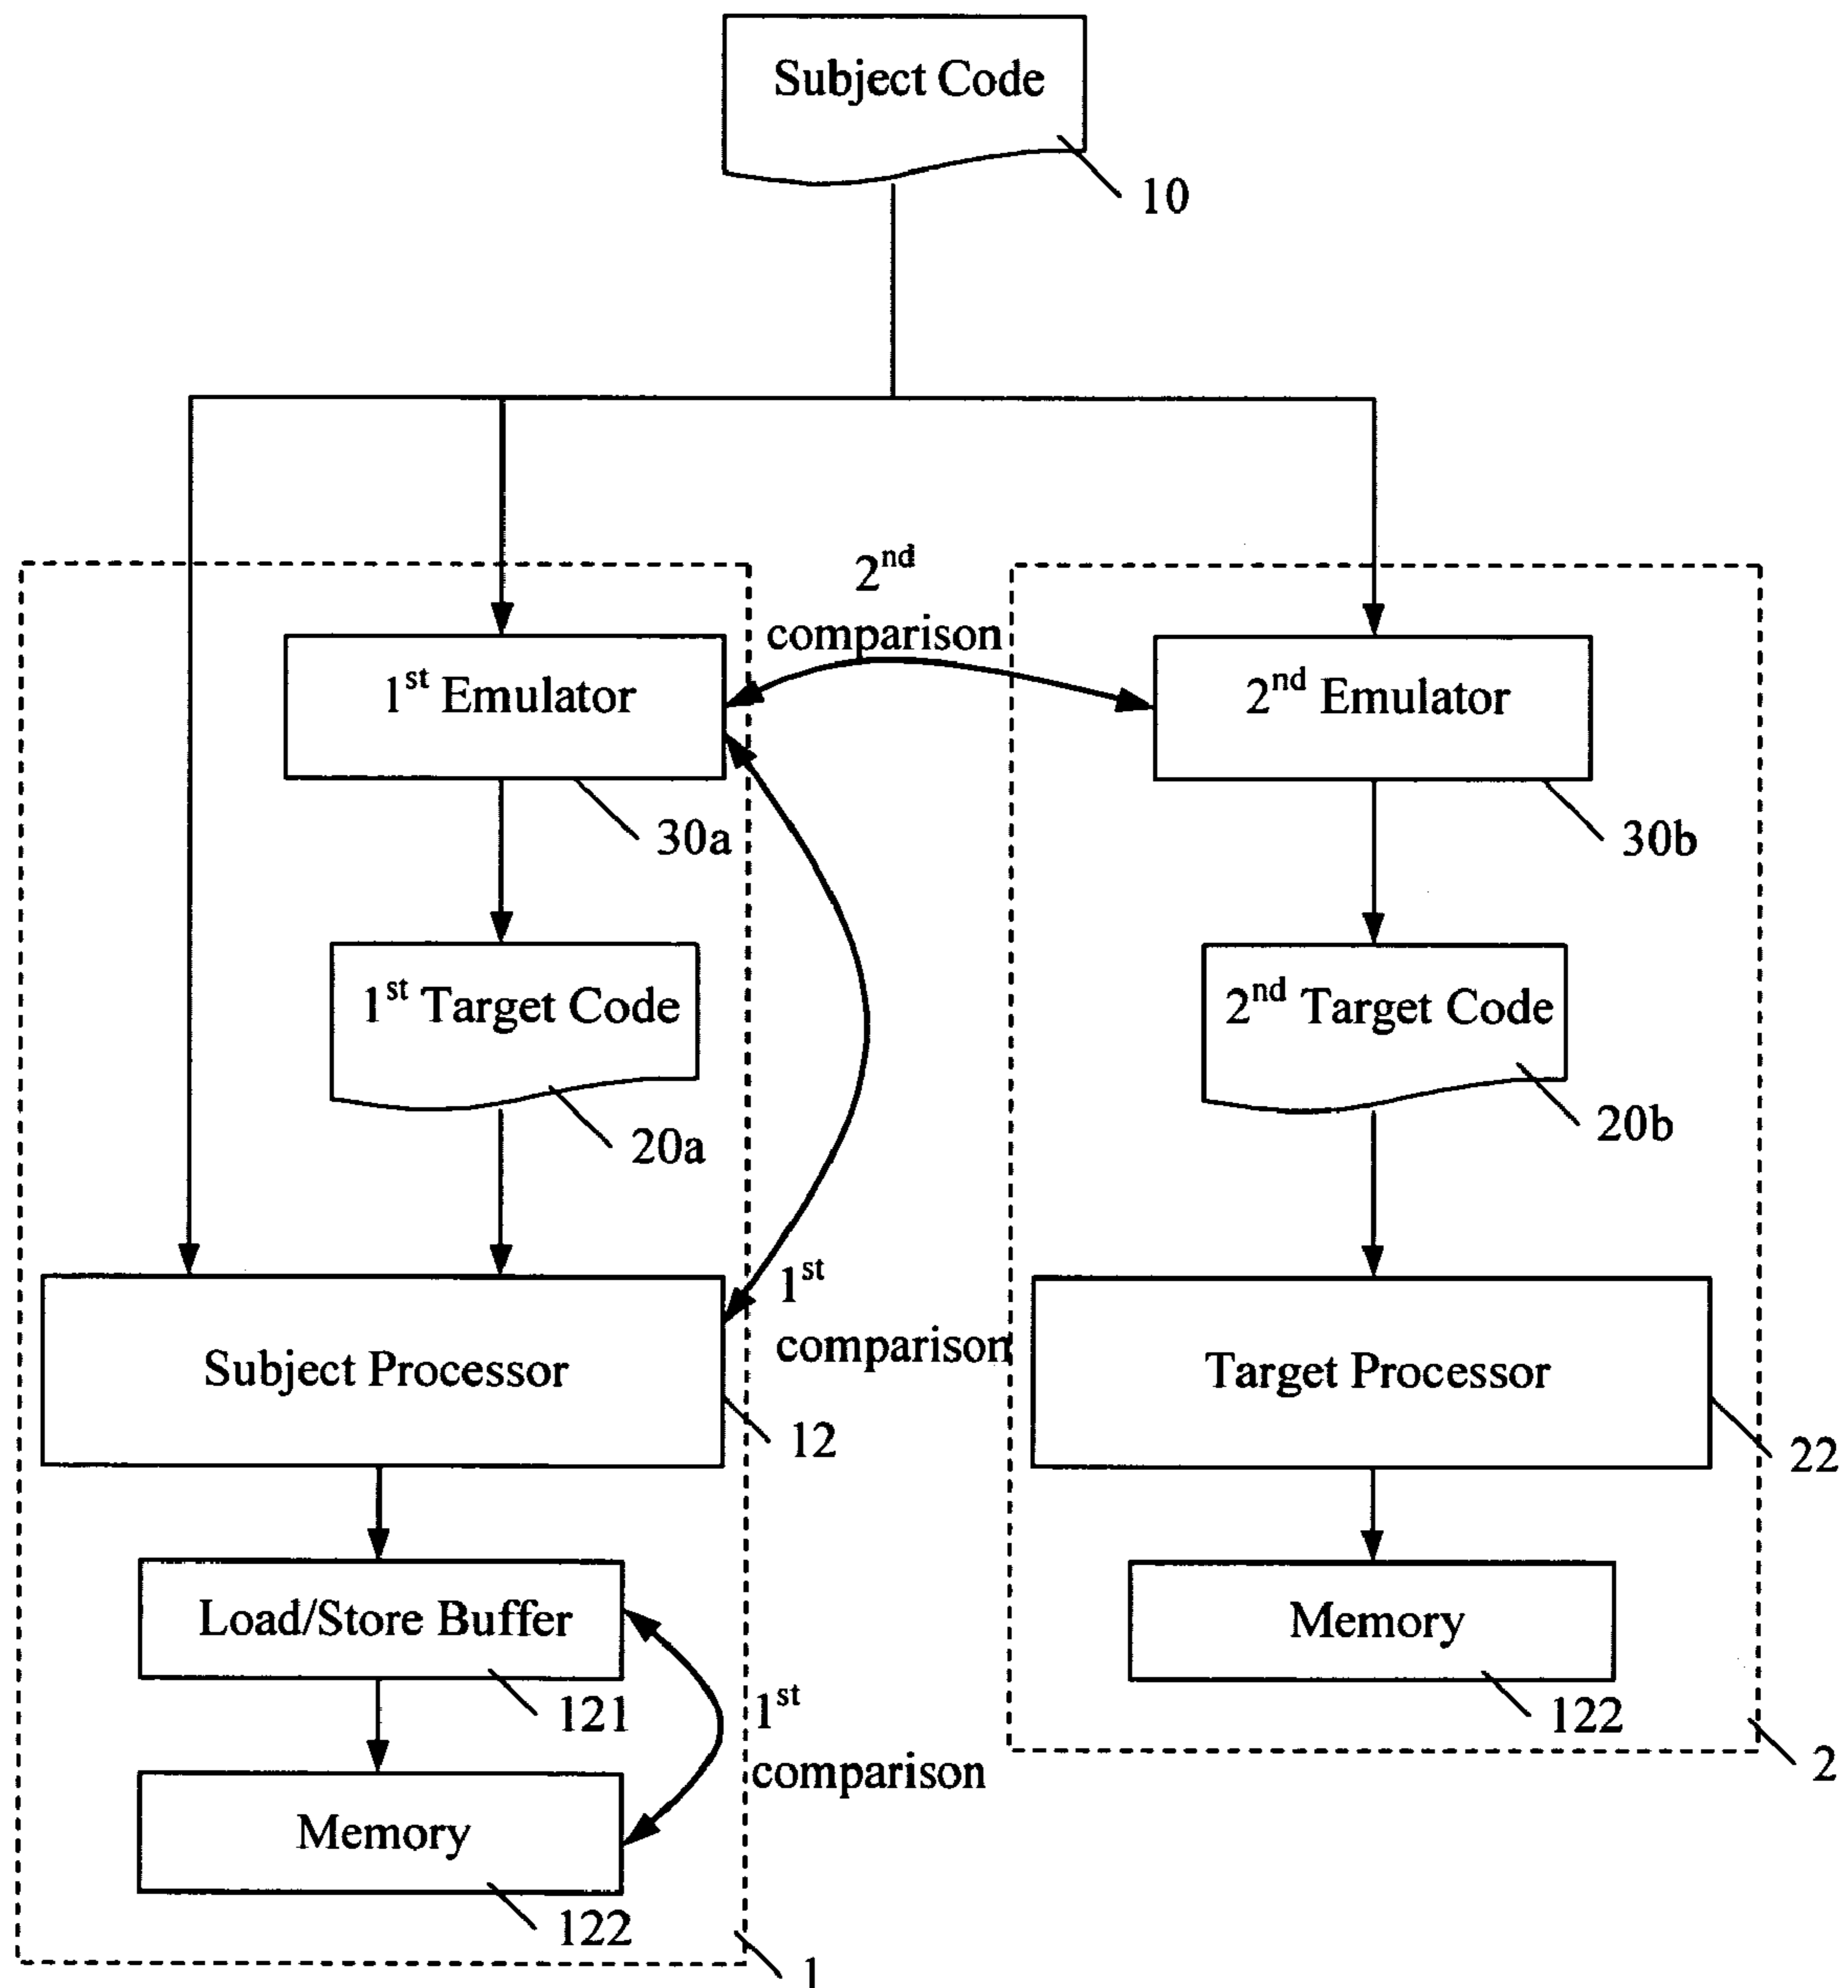 Subject Code
10
2nd
comparison
1st Emulator
2nd Emulator
30a
30b
1st Target Code
2nd Target Code
20a
20b
1st
comparison
Subject Processor
Target Processor
12
22
Load/Store Buffer
Memory
121
122
1st
comparison
2
Memory
122
1